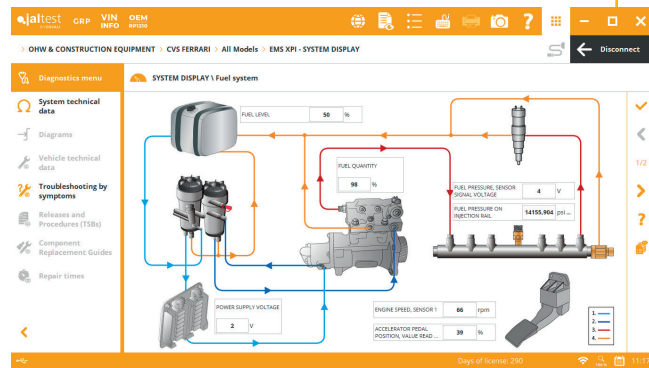 jaltest
GRP
VIN INFO
OEM
?
> OHW & CONSTRUCTION EQUIPMENT > CVS FERRARI > All Models > EMS XPI - SYSTEM DISPLAY
Disconnect
Diagnostics menu
SYSTEM DISPLAY \ Fuel system
System technical
data
Diagrams
Vehicle technical
data
Troubleshooting by
symptoms
Releases and
Procedures (TSBs)
Component
Replacement Guides
Repair times
FUEL LEVEL 50 %
FUEL QUANTITY
98 %
FUEL PRESSURE, SENSOR
SIGNAL VOLTAGE 4 V
FUEL PRESSURE ON
INJECTION RAIL 14155,904 psi ...
POWER SUPPLY VOLTAGE
2 V
ENGINE SPEED, SENSOR 1 66 rpm
ACCELERATOR PEDAL
POSITION, VALUE READ ... 39 %
1.
2.
3.
4.
1/2
?
Days of license: 290
100 %
11:17